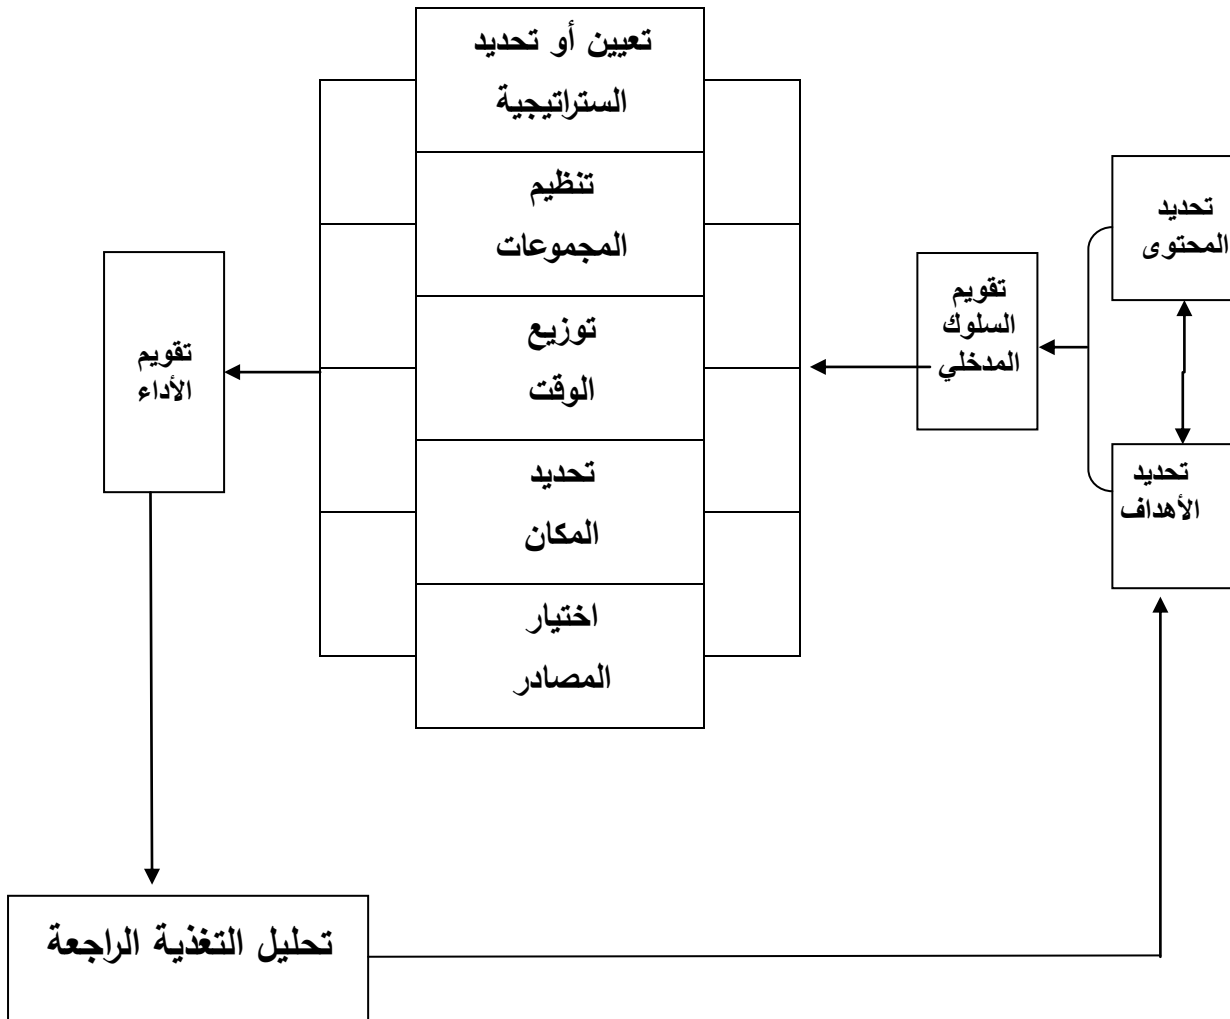 تحديد
المحتوى
تحديد
الأهداف
تقويم
السلوك
المدخلي
تعيين أو تحديد
الستراتيجية
تنظيم
المجموعات
توزيع
الوقت
تحديد
المكان
اختيار
المصادر
تقويم
الأداء
تحليل التغذية الراجعة